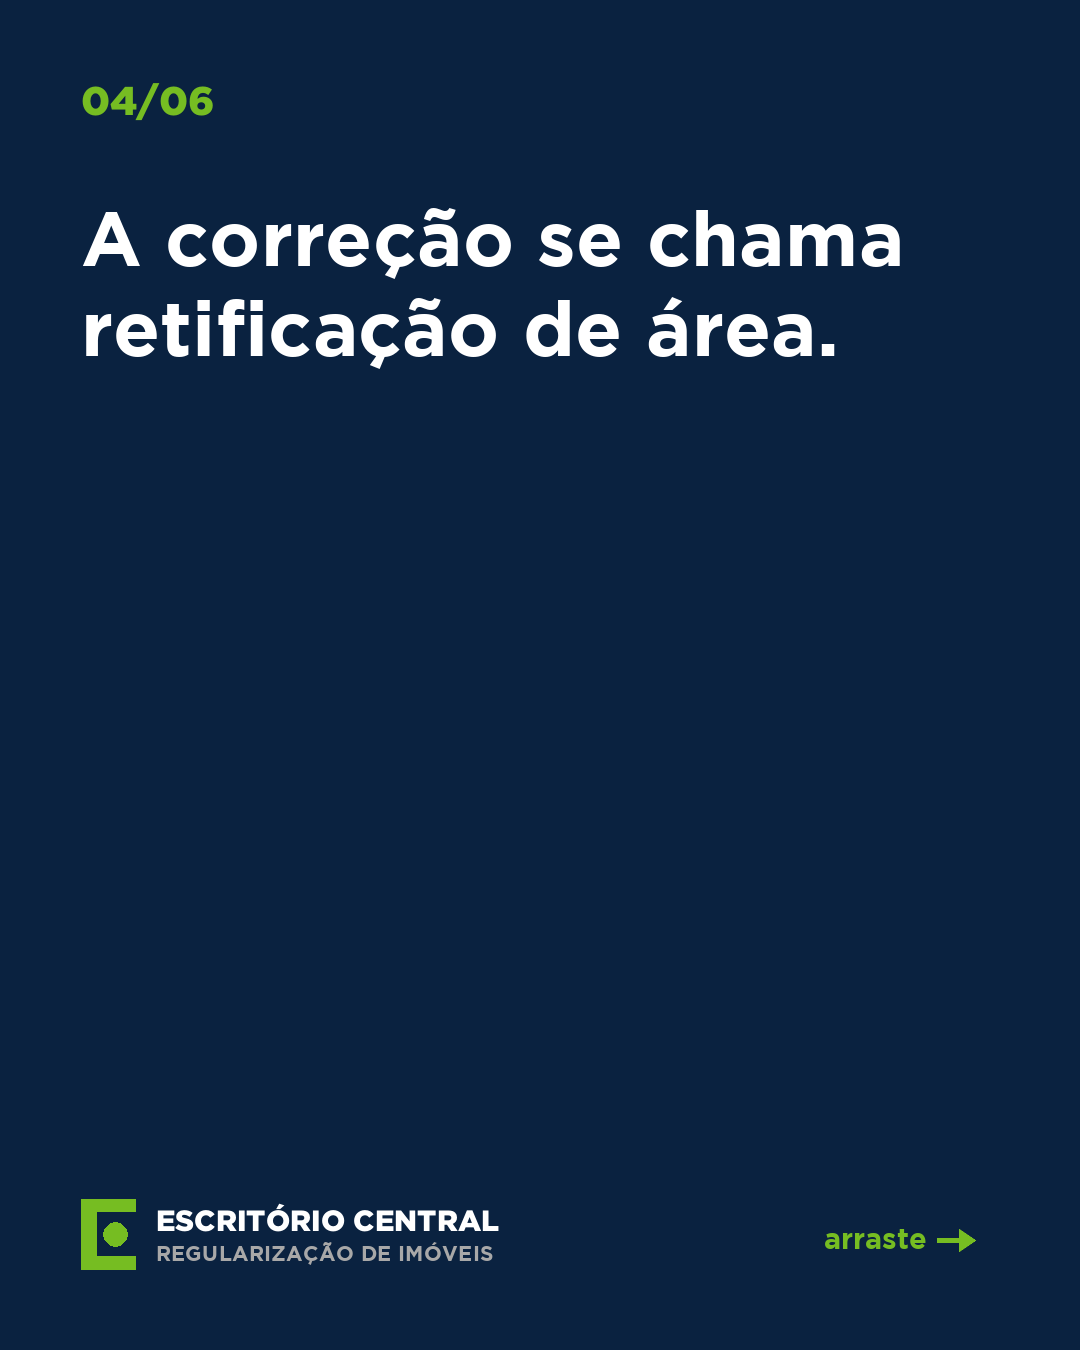 04/06
A correção se chama
retificação de área.
ESCRITÓRIO CENTRAL
REGULARIZAÇÃO DE IMÓVEIS
arraste